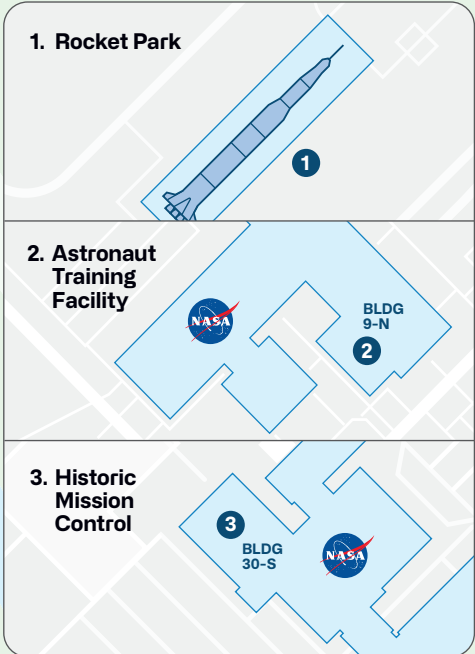 1. Rocket Park
1
2. Astronaut
Training
Facility
NASA
BLDG
9-N
2
3. Historic
Mission
Control
3
BLDG
30-S
NASA